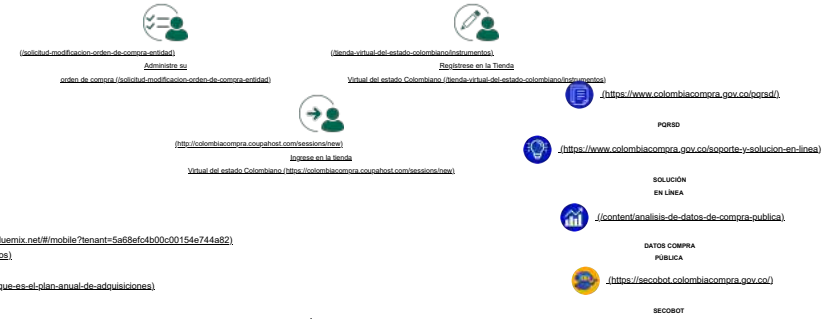 (/solicitud-modificacion-orden-de-compra-entidad)
Administre su
orden de compra (/solicitud-modificacion-orden-de-compra-entidad)
(/tienda-virtual-del-estado-colombiano/instrumentos)
Regístrese en la Tienda
Virtual del estado Colombiano (/tienda-virtual-del-estado-colombiano/instrumentos)
(http://colombiacompra.coupahost.com/sessions/new)
Ingrese en la tienda
Virtual del estado Colombiano (https://colombiacompra.coupahost.com/sessions/new)
(https://www.colombiacompra.gov.co/pqrsd/)
PQRSD
(https://www.colombiacompra.gov.co/soporte-y-solucion-en-linea)
SOLUCIÓN
EN LÍNEA
(/content/analisis-de-datos-de-compra-publica)
DATOS COMPRA
PÚBLICA
(https://secobot.colombiacompra.gov.co/)
SECOBOT
luemix.net/#/mobile?tenant=5a68efc4b00c00154e744a82)
os)
que-es-el-plan-anual-de-adquisiciones)